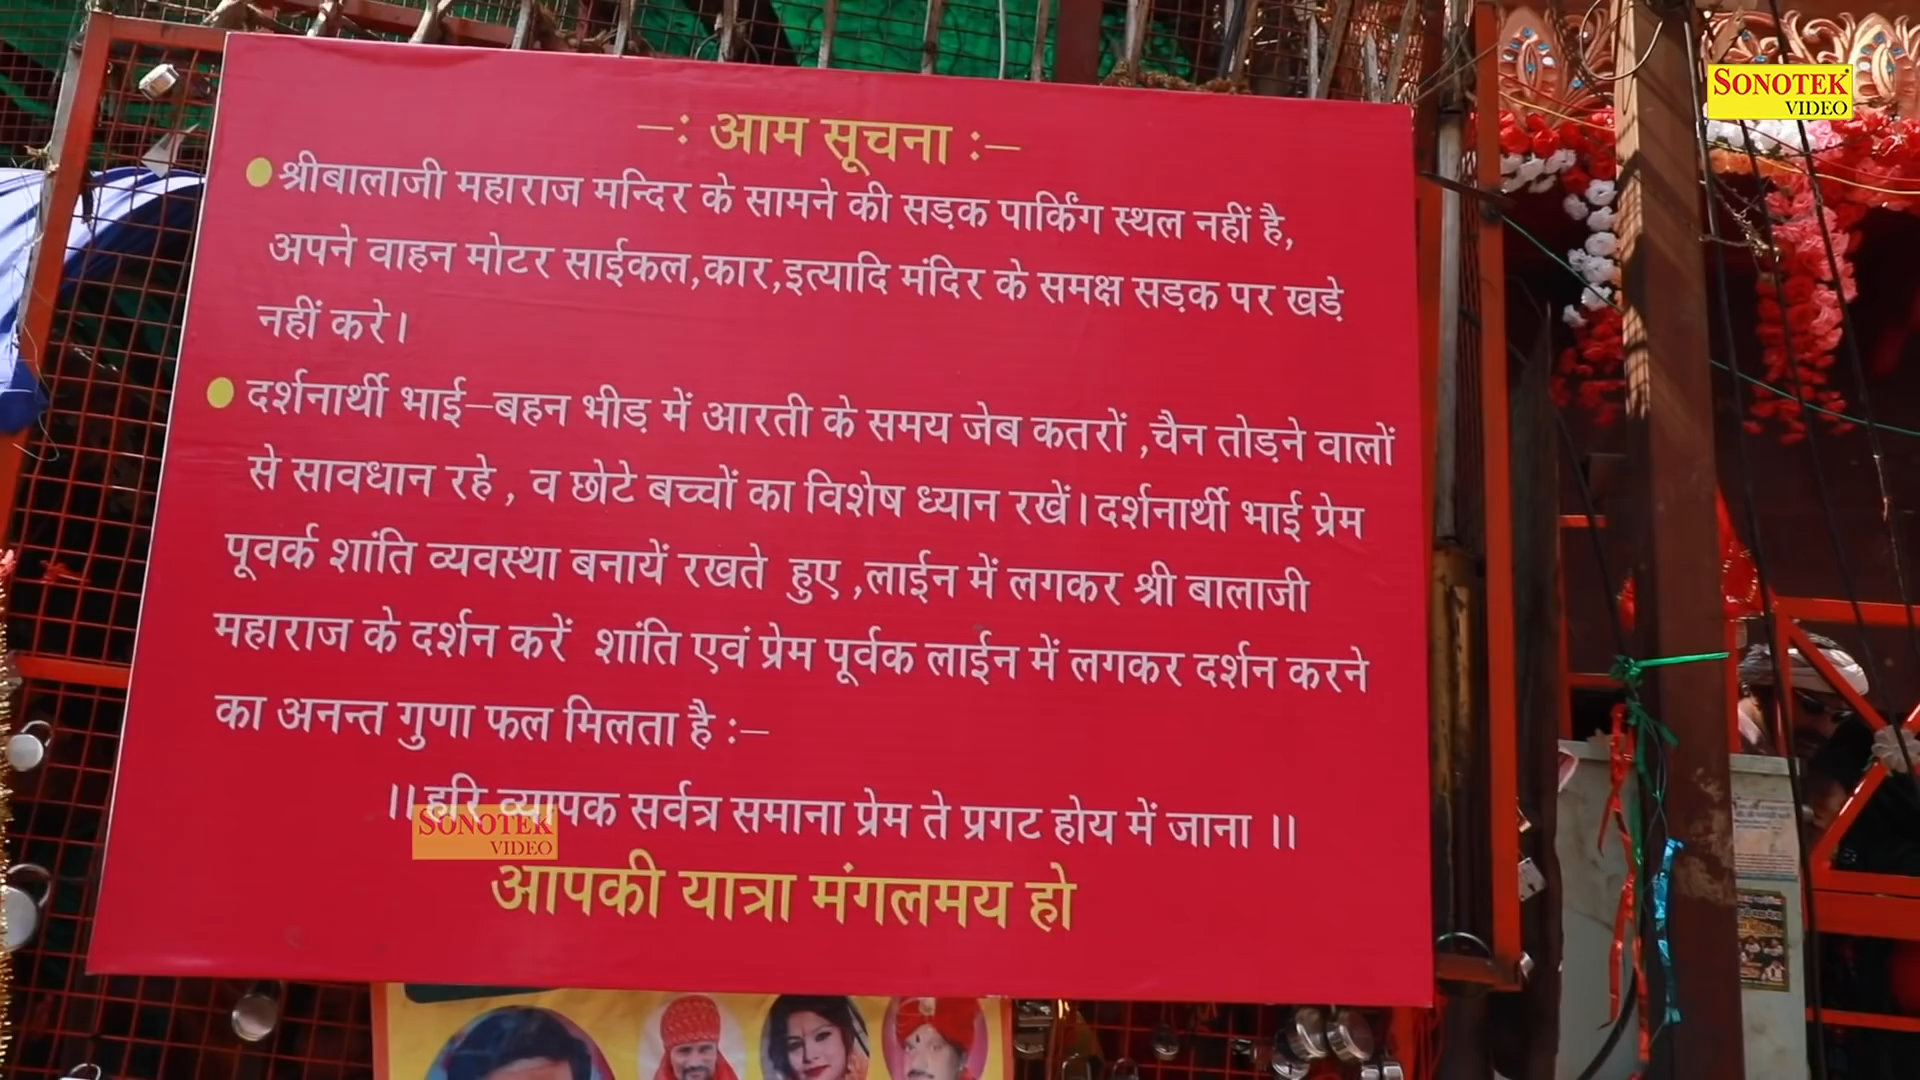 SONOTEK
VIDEO
–: आम सूचना :–
श्रीबालाजी महाराज मन्दिर के सामने की सड़क पार्किंग स्थल नहीं है,
अपने वाहन मोटर साईकल,कार,इत्यादि मंदिर के समक्ष सड़क पर खड़े
नहीं करे।
दर्शनार्थी भाई–बहन भीड़ में आरती के समय जेब कतरों ,चैन तोड़ने वालों
से सावधान रहे , व छोटे बच्चों का विशेष ध्यान रखें। दर्शनार्थी भाई प्रेम
पूवर्क शांति व्यवस्था बनायें रखते हुए ,लाईन में लगकर श्री बालाजी
महाराज के दर्शन करें शांति एवं प्रेम पूर्वक लाईन में लगकर दर्शन करने
का अनन्त गुणा फल मिलता है :–
।। हरि व्यापक सर्वत्र समाना प्रेम ते प्रगट होय में जाना ।।
SONOTEK
VIDEO
आपकी यात्रा मंगलमय हो